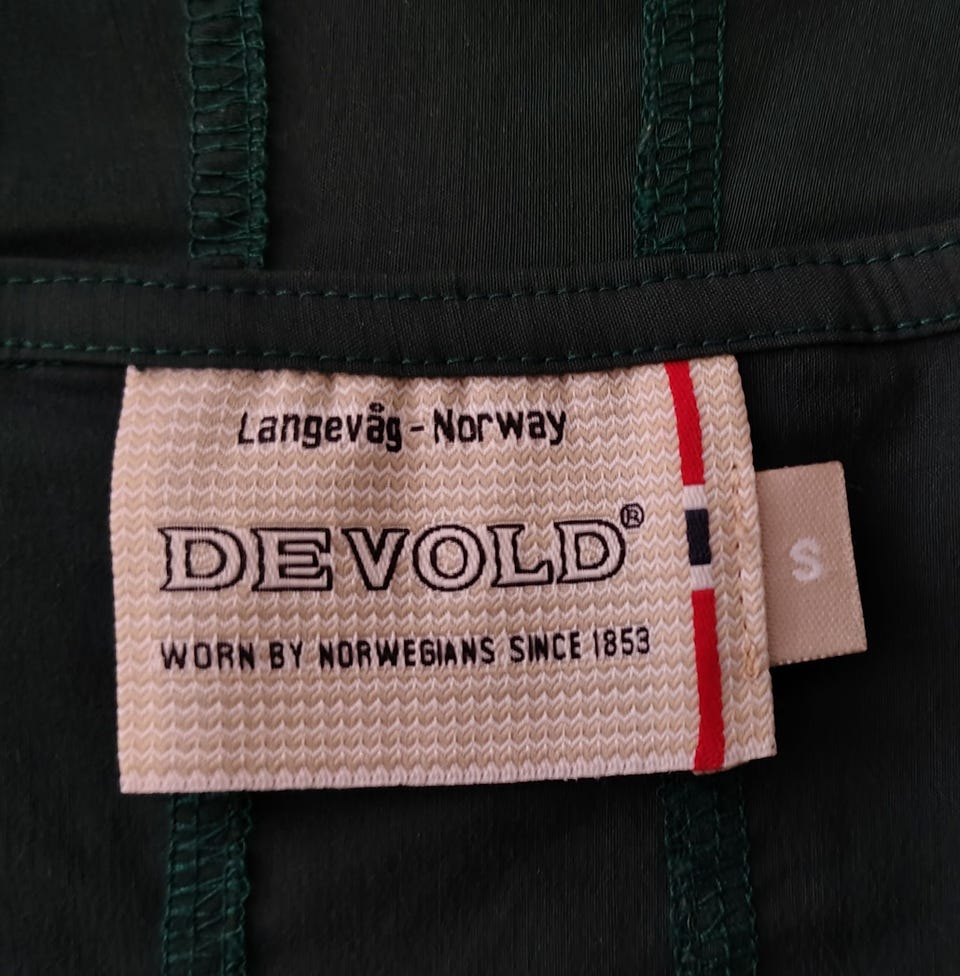 Langevåg - Norway
DEVOLD®
WORN BY NORWEGIANS SINCE 1853
S